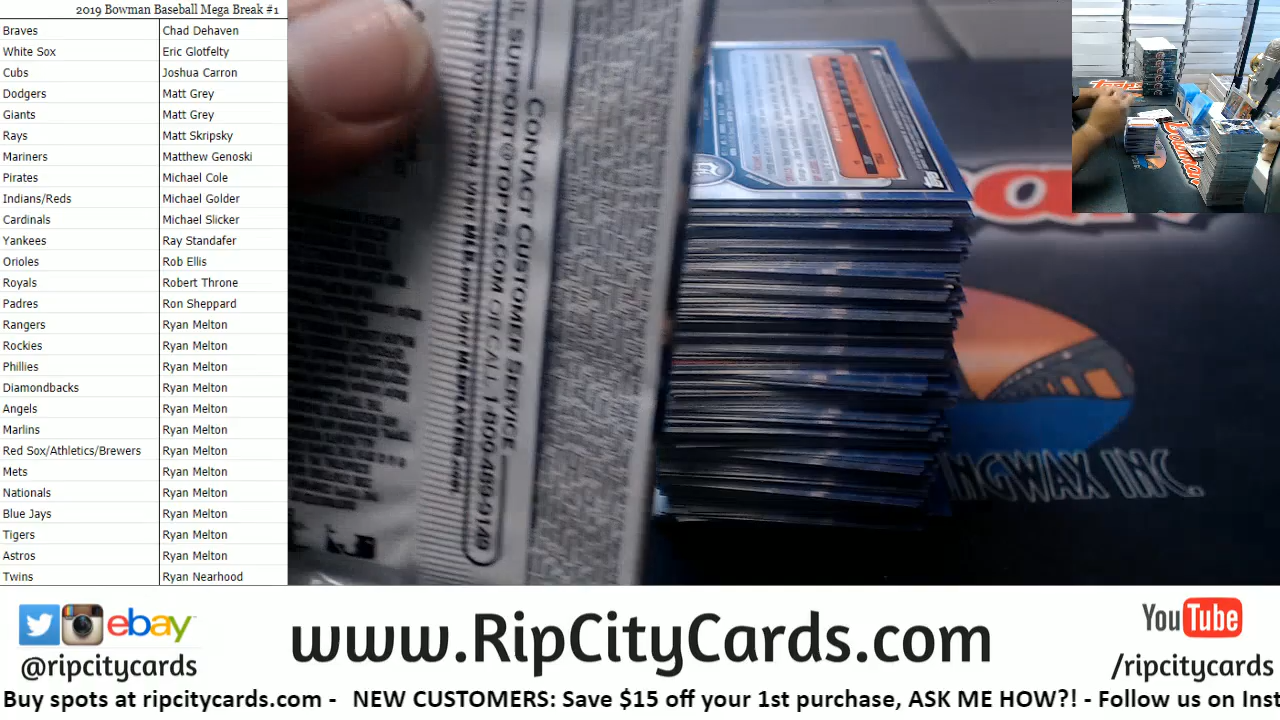 2019 Bowman Baseball Mega Break #1
Braves Chad Dehaven
White Sox Eric Glotfelty
Cubs Joshua Carron
Dodgers Matt Grey
Giants Matt Grey
Rays Matt Skripsky
Mariners Matthew Genoski
Pirates Michael Cole
Indians/Reds Michael Golder
Cardinals Michael Slicker
Yankees Ray Standafer
Orioles Rob Ellis
Royals Robert Throne
Padres Ron Sheppard
Rangers Ryan Melton
Rockies Ryan Melton
Phillies Ryan Melton
Diamondbacks Ryan Melton
Angels Ryan Melton
Marlins Ryan Melton
Red Sox/Athletics/Brewers Ryan Melton
Mets Ryan Melton
Nationals Ryan Melton
Blue Jays Ryan Melton
Tigers Ryan Melton
Astros Ryan Melton
Twins Ryan Nearhood
CONTACT CUSTOMER SERVICE
SUPPORT@TOPPS.COM OR CALL 1-800-489-9149
topps
NGWAX INC.
BOWMAN
ebay
@ripcitycards
www.RipCityCards.com
YouTube
/ripcitycards
Buy spots at ripcitycards.com - NEW CUSTOMERS: Save $15 off your 1st purchase, ASK ME HOW?! - Follow us on Inst